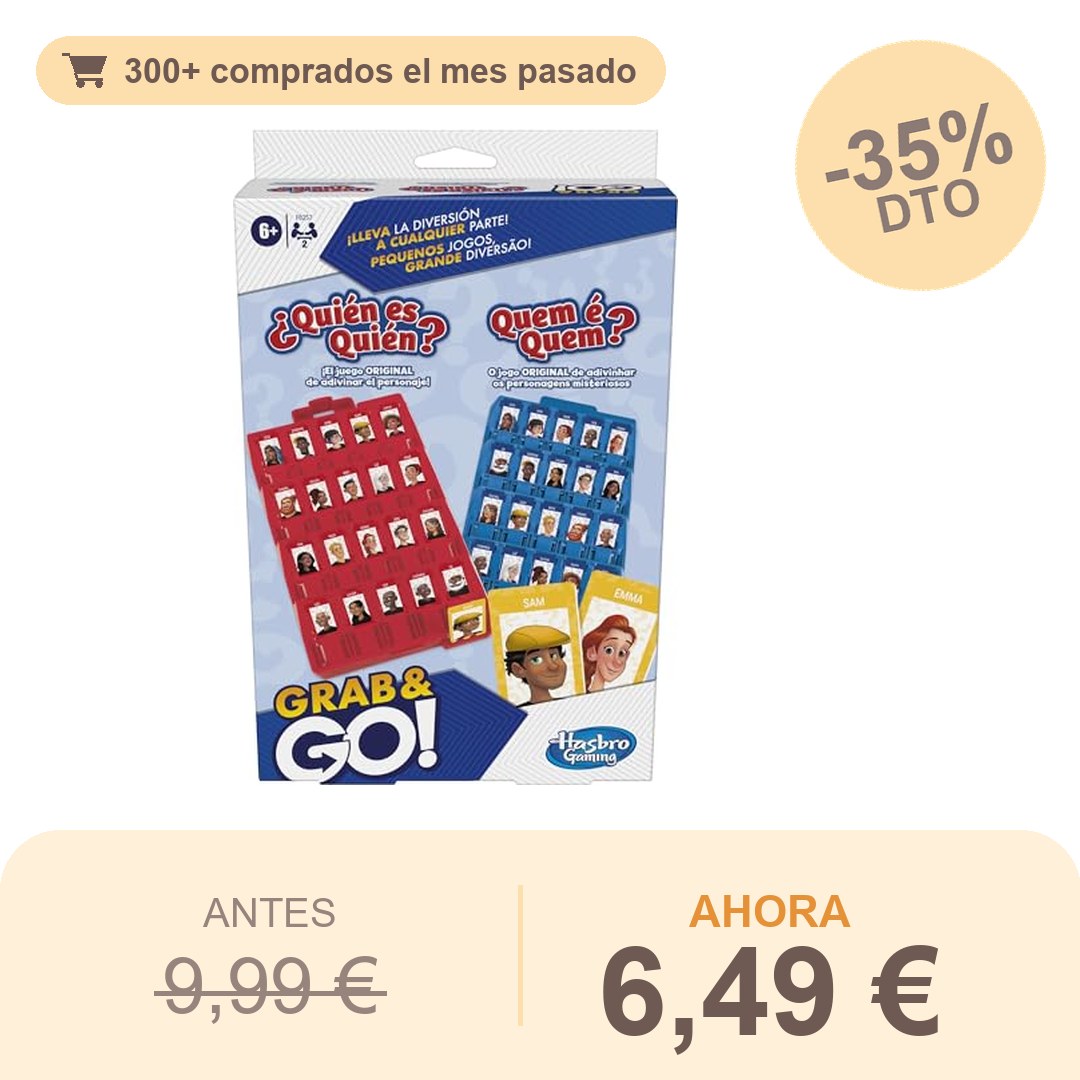 300+ comprados el mes pasado
-35%
DTO
6+
2
¡LLEVA LA DIVERSIÓN
A CUALQUIER PARTE!
PEQUENOS JOGOS,
GRANDE DIVERSÃO!
¿Quién es
Quién?
¡El juego ORIGINAL
de adivinar el personaje!
Quem é
Quem?
O jogo ORIGINAL de adivinhar
os personagens misteriosos
SAM
EMMA
GRAB &
GO!
Hasbro
Gaming
ANTES
9,99 €
AHORA
6,49 €